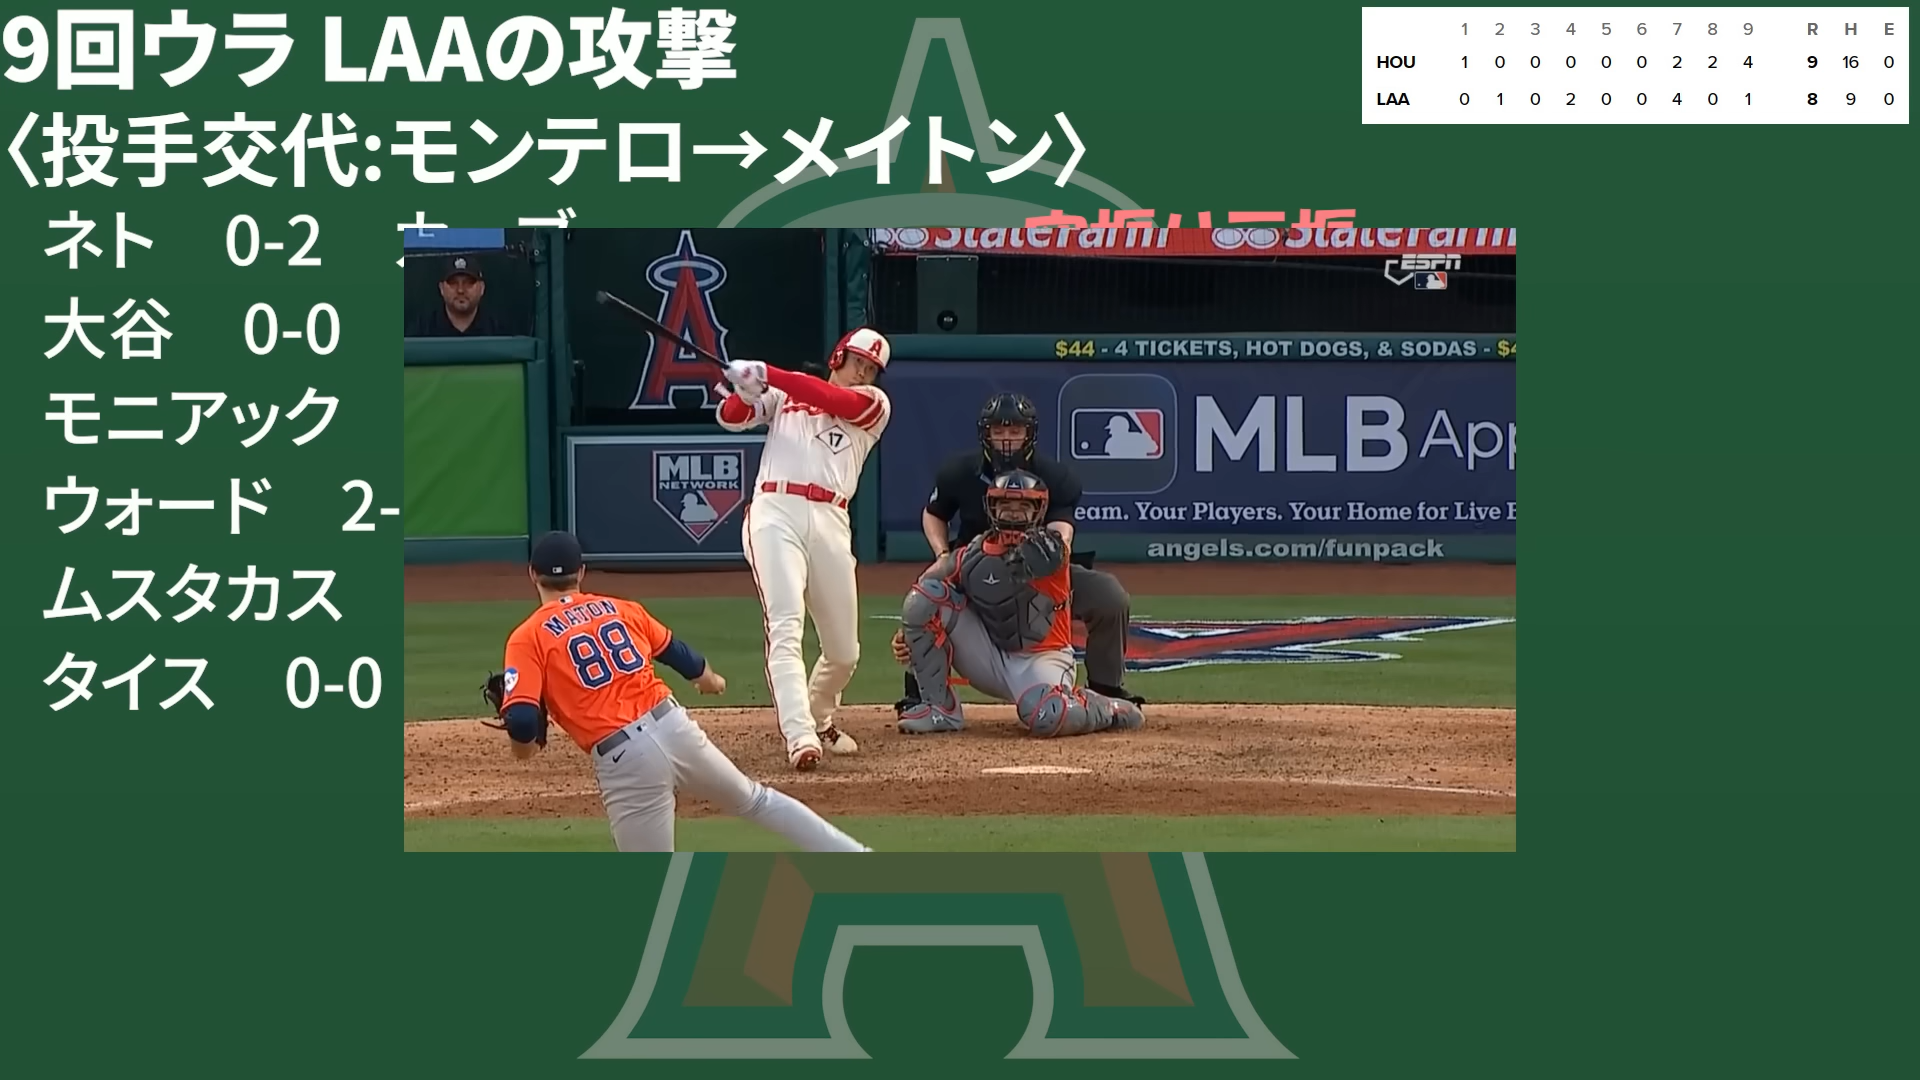 9回ウラ LAAの攻撃
〈投手交代:モンテロ→メイトン〉
1 2 3 4 5 6 7 8 9 R H E
HOU 1 0 0 0 0 0 2 2 4 9 16 0
LAA 0 1 0 2 0 0 4 0 1 8 9 0
ネト 0-2
大谷 0-0
モニアック
ウォード 2-
ムスタカス
タイス 0-0
StateFarm StateFarm
ESPN
$44 - 4 TICKETS, HOT DOGS, & SODAS - $4
A
17
MLB
NETWORK
MLB App
eam. Your Players. Your Home for Live
angels.com/funpack
MATON
88